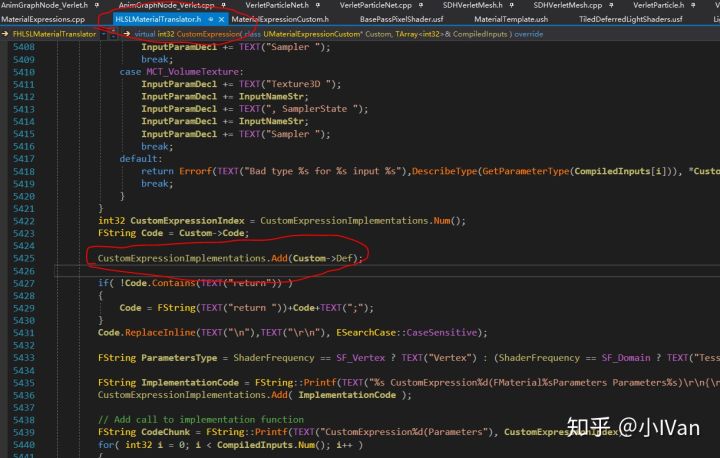 AnimGraphNode_Verlet.h AnimGraphNode_Verlet.cpp VerletParticleNet.h VerletParticleNet.cpp SDHVerletMesh.h SDHVerletMesh.cpp VerletParticle.h VerletParticle.cpp
MaterialExpressions.cpp HLSLMaterialTranslator.h MaterialExpressionCustom.h BasePassPixelShader.usf MaterialTemplate.ush TiledDeferredLightShaders.usf
FHLSLMaterialTranslator virtual int32 CustomExpression( class UMaterialExpressionCustom* Custom, TArray<int32>& CompiledInputs ) override
5408 InputParamDecl += TEXT("Sampler ");
5409 break;
5410 case MCT_VolumeTexture:
5411 InputParamDecl += TEXT("Texture3D ");
5412 InputParamDecl += InputNameStr;
5413 InputParamDecl += TEXT(", SamplerState ");
5414 InputParamDecl += InputNameStr;
5415 InputParamDecl += TEXT("Sampler ");
5416 break;
5417 default:
5418 return Errorf(TEXT("Bad type %s for %s input %s"),DescribeType(GetParameterType(CompiledInputs[i])), *Custo
5419 break;
5420 }
5421 }
5422 int32 CustomExpressionIndex = CustomExpressionImplementations.Num();
5423 FString Code = Custom->Code;
5424
5425 CustomExpressionImplementations.Add(Custom->Def);
5426
5427 if( !Code.Contains(TEXT("return")) )
5428 {
5429 Code = FString(TEXT("return "))+Code+TEXT(";");
5430 }
5431 Code.ReplaceInline(TEXT("\n"),TEXT("\r\n"), ESearchCase::CaseSensitive);
5432
5433 FString ParametersType = ShaderFrequency == SF_Vertex ? TEXT("Vertex") : (ShaderFrequency == SF_Domain ? TEXT("Tess
5434
5435 FString ImplementationCode = FString::Printf(TEXT("%s CustomExpression%d(FMaterial%sParameters Parameters%s)\r\n{\r
5436 CustomExpressionImplementations.Add( ImplementationCode );
5437
5438 // Add call to implementation function
5439 FString CodeChunk = FString::Printf(TEXT("CustomExpression%d(Parameters"), CustomExpressionIndex);
5440 for( int32 i = 0; i < CompiledInputs.Num(); i++ )
5441 {
知乎 @小IVan